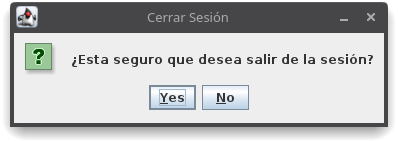 Cerrar Sesión
?
¿Esta seguro que desea salir de la sesión?
Yes No